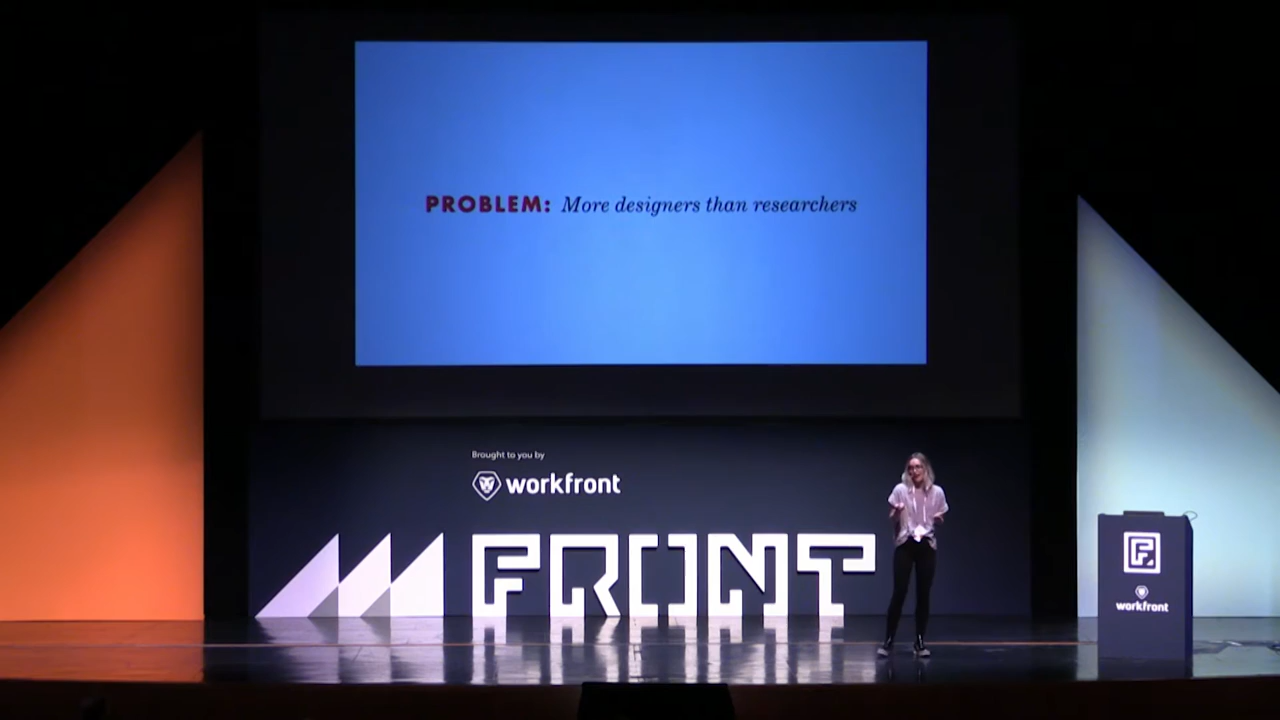 PROBLEM: More designers than researchers
Brought to you by
workfront
FRONT
F.
workfront